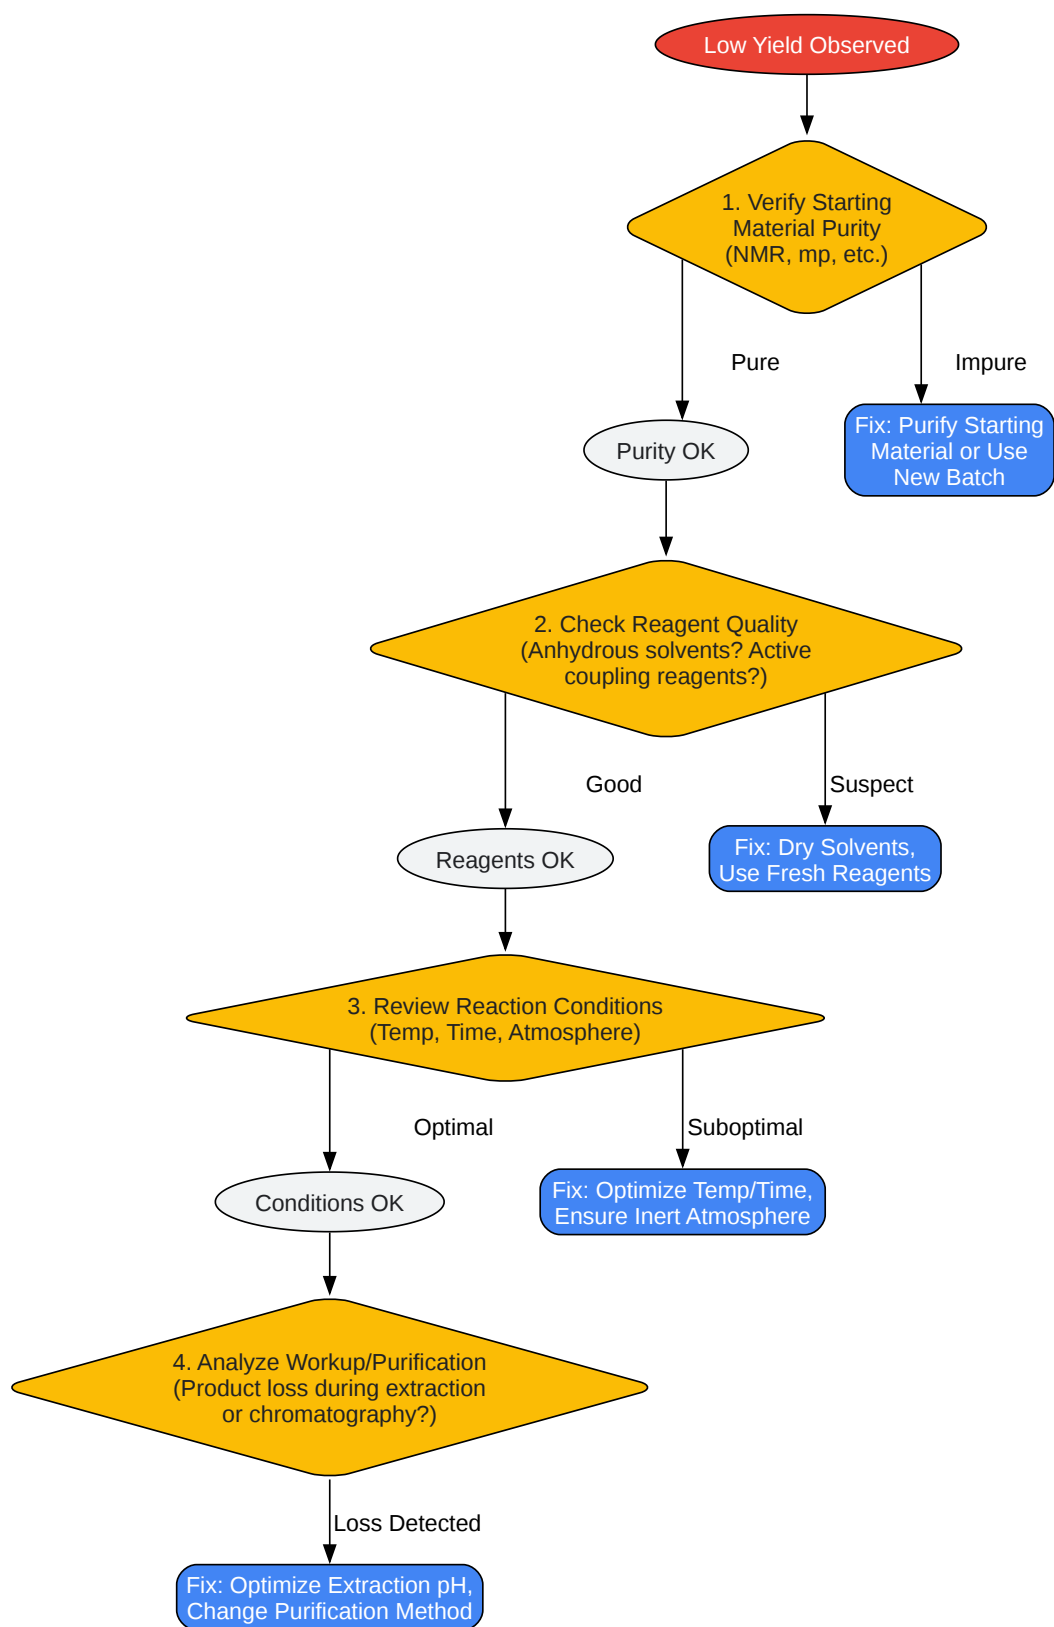 Low Yield Observed
1. Verify Starting
Material Purity
(NMR, mp, etc.)
Pure
Impure
Purity OK
Fix: Purify Starting
Material or Use
New Batch
2. Check Reagent Quality
(Anhydrous solvents? Active
coupling reagents?)
Good
Suspect
Reagents OK
Fix: Dry Solvents,
Use Fresh Reagents
3. Review Reaction Conditions
(Temp, Time, Atmosphere)
Optimal
Suboptimal
Conditions OK
Fix: Optimize Temp/Time,
Ensure Inert Atmosphere
4. Analyze Workup/Purification
(Product loss during extraction
or chromatography?)
Loss Detected
Fix: Optimize Extraction pH,
Change Purification Method